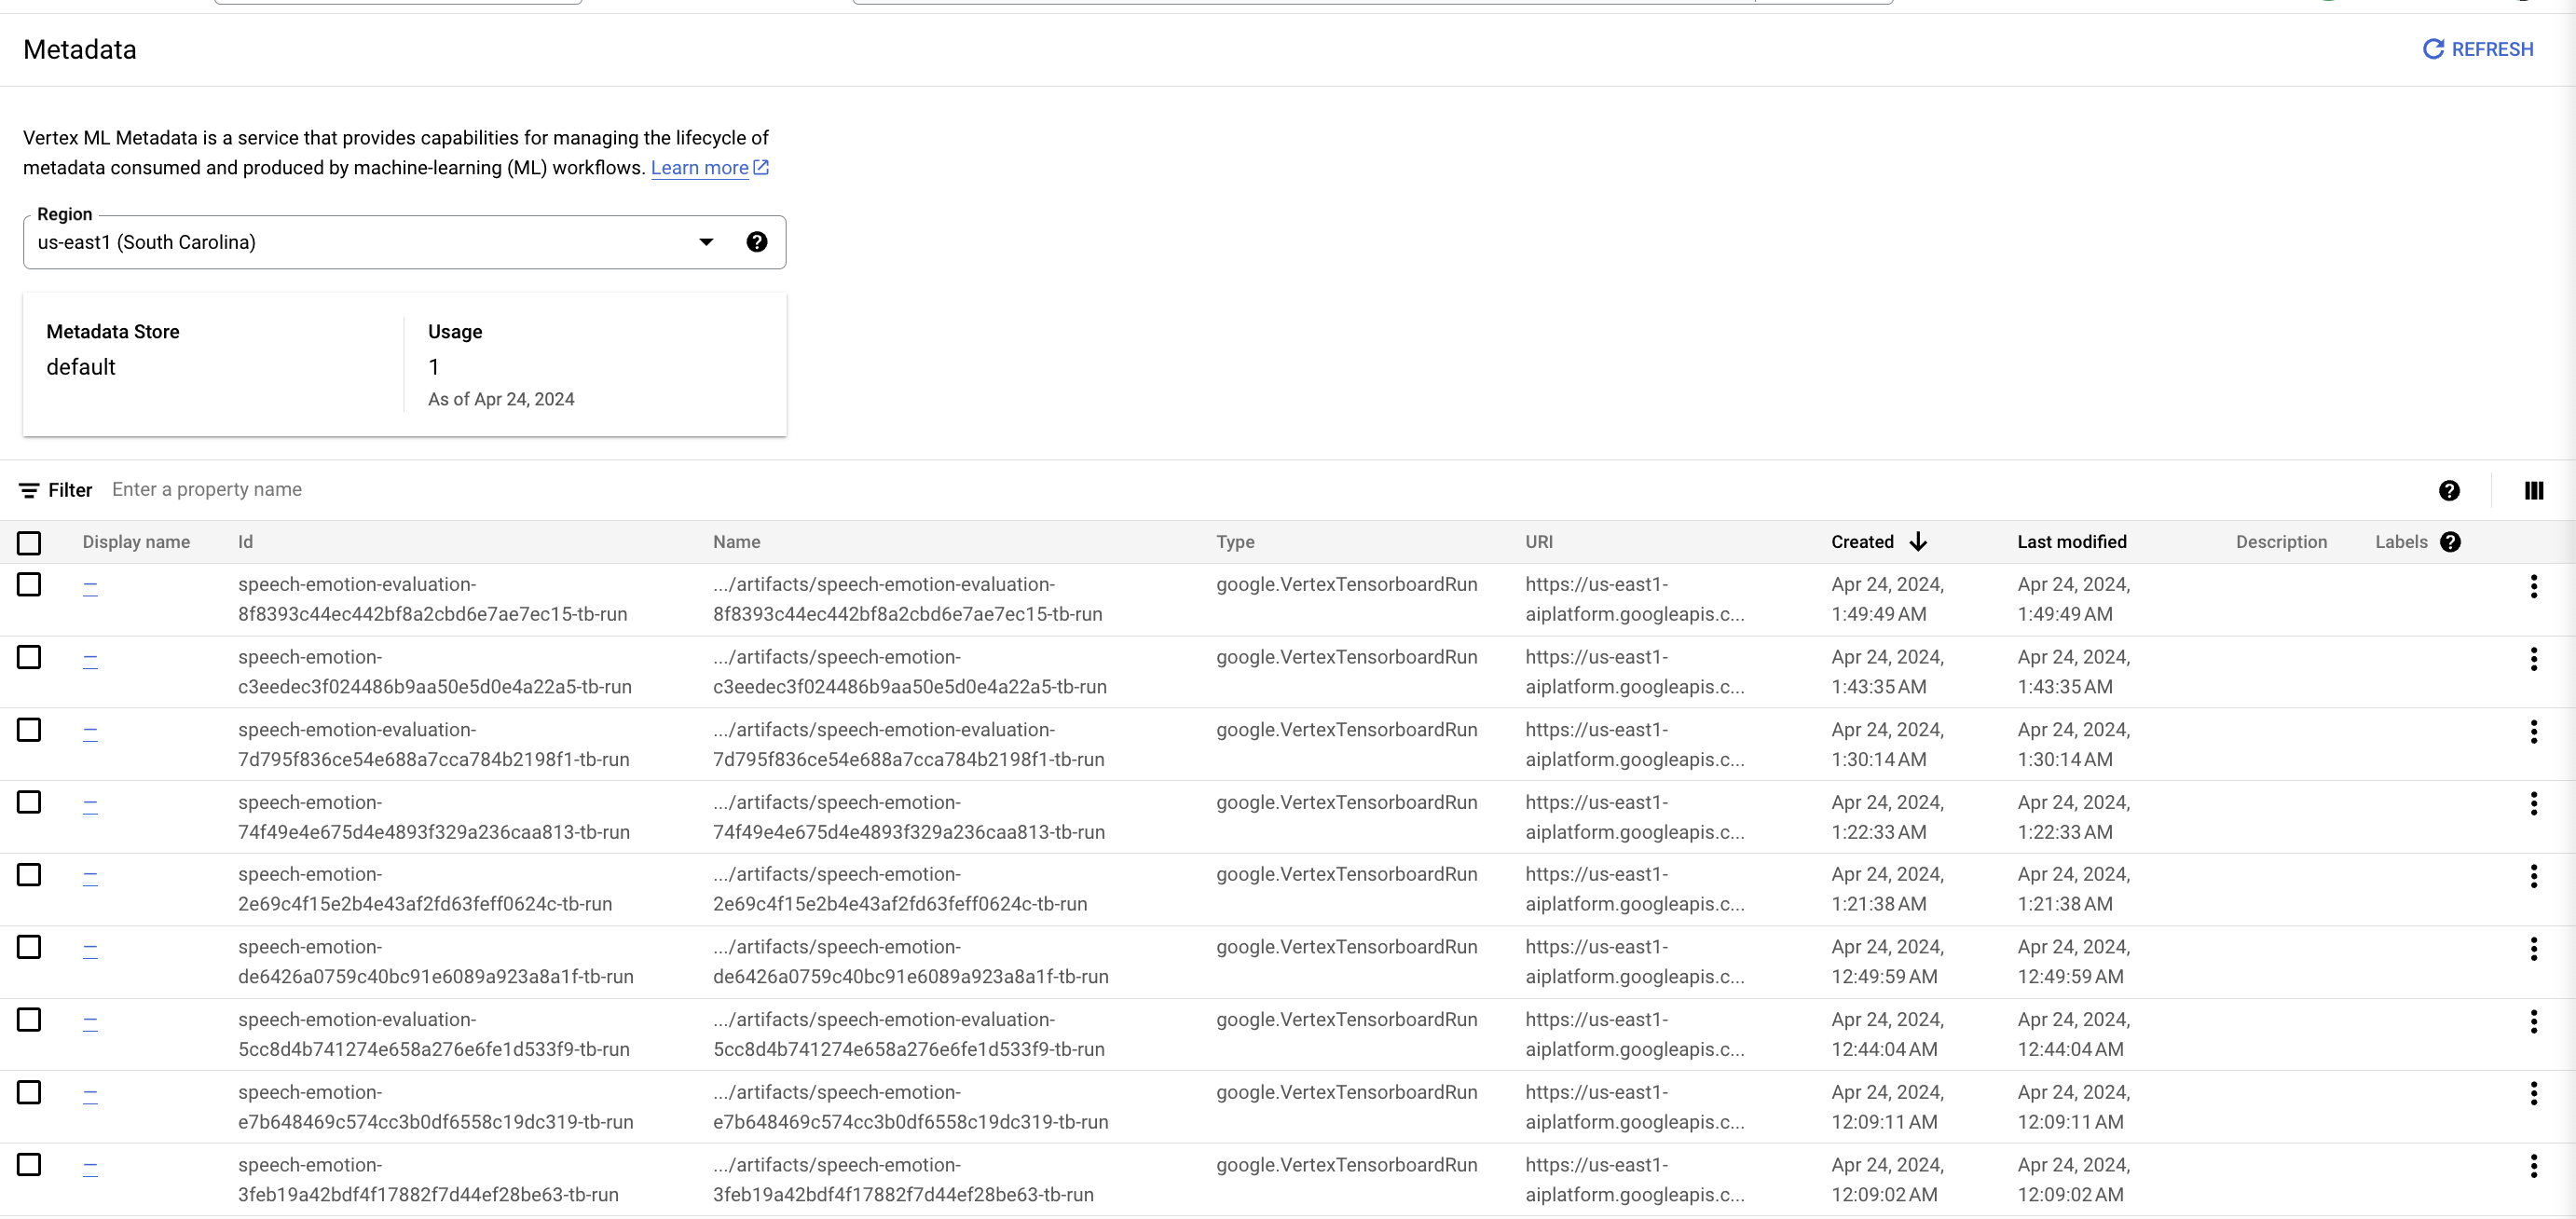 Metadata
REFRESH
Vertex ML Metadata is a service that provides capabilities for managing the lifecycle of
metadata consumed and produced by machine-learning (ML) workflows. Learn more
Region
us-east1 (South Carolina)
Metadata Store
default
Usage
1
As of Apr 24, 2024
Filter Enter a property name
Display name Id Name Type URI Created Last modified Description Labels
— speech-emotion-evaluation- .../artifacts/speech-emotion-evaluation- google.VertexTensorboardRun https://us-east1- Apr 24, 2024, Apr 24, 2024,
8f8393c44ec442bf8a2cbd6e7ae7ec15-tb-run 8f8393c44ec442bf8a2cbd6e7ae7ec15-tb-run aiplatform.googleapis.c... 1:49:49 AM 1:49:49 AM
— speech-emotion- .../artifacts/speech-emotion- google.VertexTensorboardRun https://us-east1- Apr 24, 2024, Apr 24, 2024,
c3eedec3f024486b9aa50e5d0e4a22a5-tb-run c3eedec3f024486b9aa50e5d0e4a22a5-tb-run aiplatform.googleapis.c... 1:43:35 AM 1:43:35 AM
— speech-emotion-evaluation- .../artifacts/speech-emotion-evaluation- google.VertexTensorboardRun https://us-east1- Apr 24, 2024, Apr 24, 2024,
7d795f836ce54e688a7cca784b2198f1-tb-run 7d795f836ce54e688a7cca784b2198f1-tb-run aiplatform.googleapis.c... 1:30:14 AM 1:30:14 AM
— speech-emotion- .../artifacts/speech-emotion- google.VertexTensorboardRun https://us-east1- Apr 24, 2024, Apr 24, 2024,
74f49e4e675d4e4893f329a236caa813-tb-run 74f49e4e675d4e4893f329a236caa813-tb-run aiplatform.googleapis.c... 1:22:33 AM 1:22:33 AM
— speech-emotion- .../artifacts/speech-emotion- google.VertexTensorboardRun https://us-east1- Apr 24, 2024, Apr 24, 2024,
2e69c4f15e2b4e43af2fd63feff0624c-tb-run 2e69c4f15e2b4e43af2fd63feff0624c-tb-run aiplatform.googleapis.c... 1:21:38 AM 1:21:38 AM
— speech-emotion- .../artifacts/speech-emotion- google.VertexTensorboardRun https://us-east1- Apr 24, 2024, Apr 24, 2024,
de6426a0759c40bc91e6089a923a8a1f-tb-run de6426a0759c40bc91e6089a923a8a1f-tb-run aiplatform.googleapis.c... 12:49:59 AM 12:49:59 AM
— speech-emotion-evaluation- .../artifacts/speech-emotion-evaluation- google.VertexTensorboardRun https://us-east1- Apr 24, 2024, Apr 24, 2024,
5cc8d4b741274e658a276e6fe1d533f9-tb-run 5cc8d4b741274e658a276e6fe1d533f9-tb-run aiplatform.googleapis.c... 12:44:04 AM 12:44:04 AM
— speech-emotion- .../artifacts/speech-emotion- google.VertexTensorboardRun https://us-east1- Apr 24, 2024, Apr 24, 2024,
e7b648469c574cc3b0df6558c19dc319-tb-run e7b648469c574cc3b0df6558c19dc319-tb-run aiplatform.googleapis.c... 12:09:11 AM 12:09:11 AM
— speech-emotion- .../artifacts/speech-emotion- google.VertexTensorboardRun https://us-east1- Apr 24, 2024, Apr 24, 2024,
3feb19a42bdf4f17882f7d44ef28be63-tb-run 3feb19a42bdf4f17882f7d44ef28be63-tb-run aiplatform.googleapis.c... 12:09:02 AM 12:09:02 AM